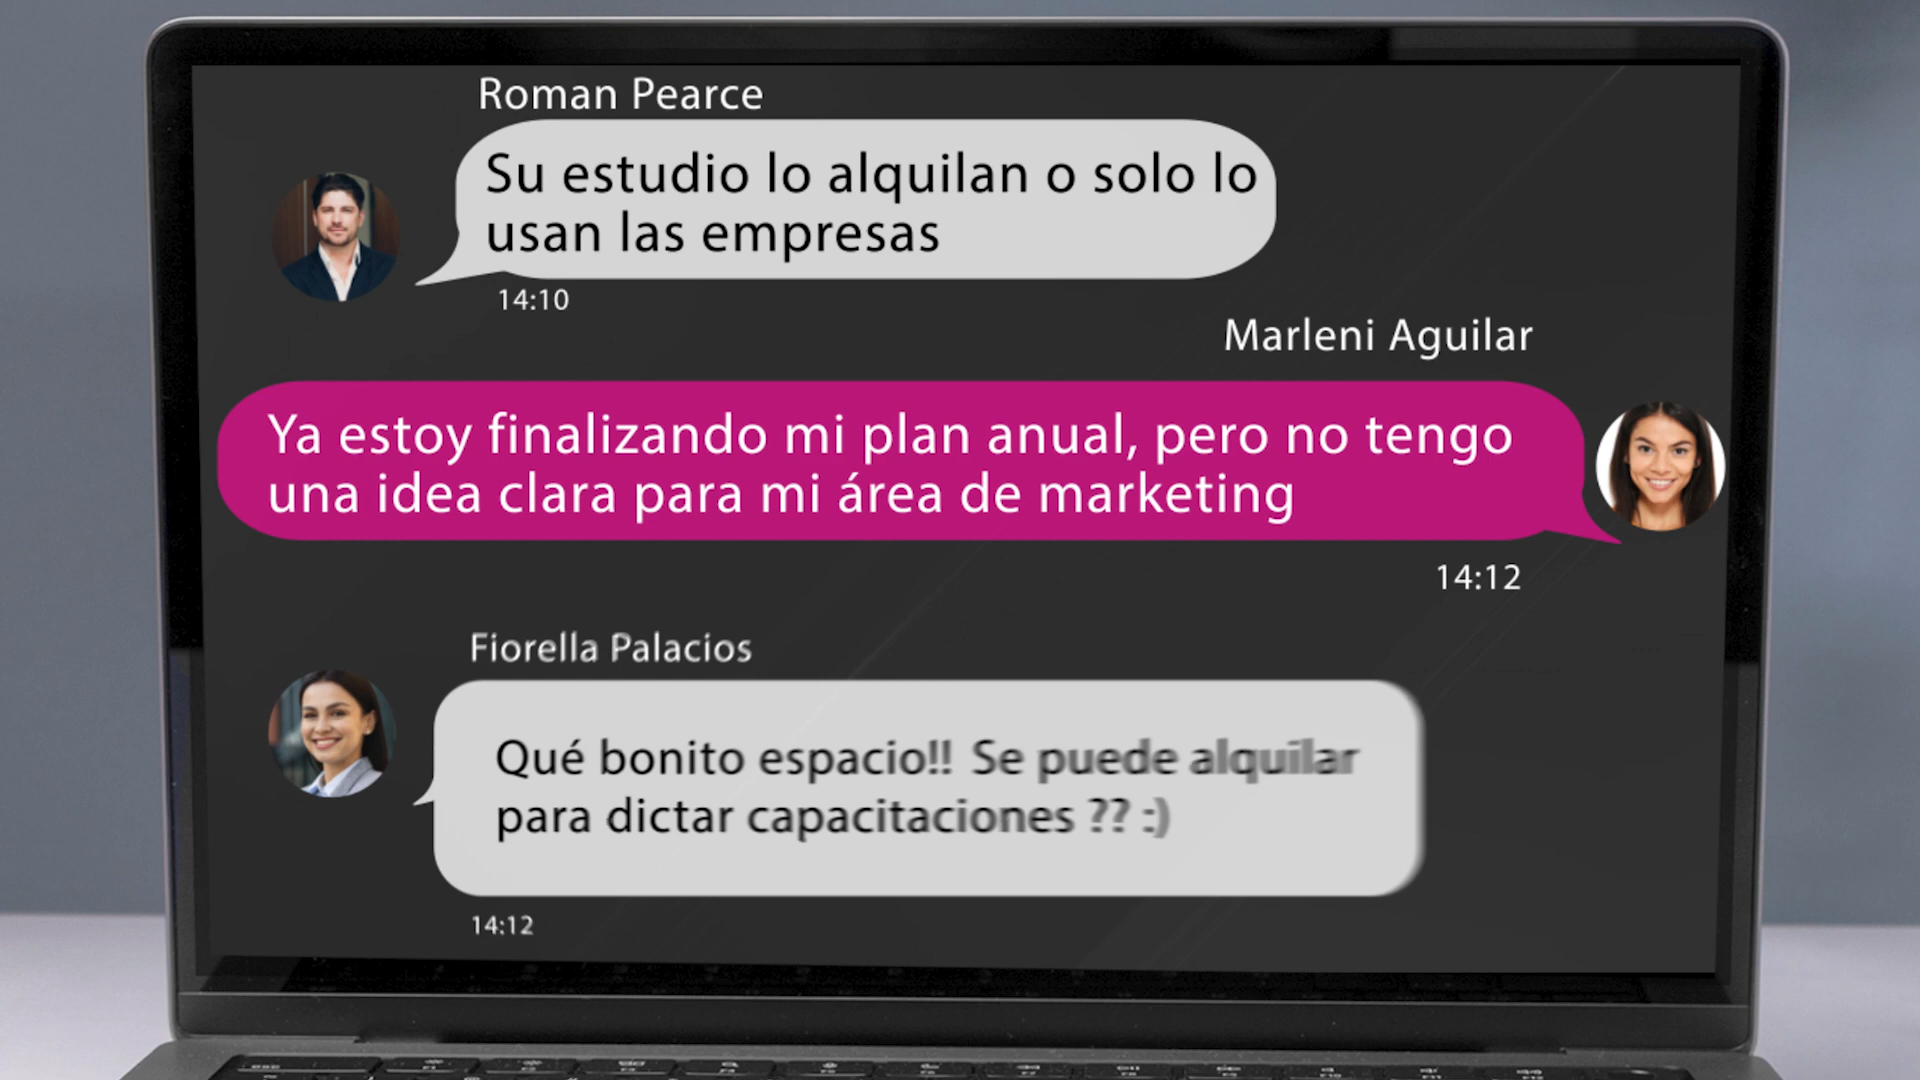 Roman Pearce
Su estudio lo alquilan o solo lo
usan las empresas
14:10
Marleni Aguilar
Ya estoy finalizando mi plan anual, pero no tengo
una idea clara para mi área de marketing
14:12
Fiorella Palacios
Qué bonito espacio!! Se puede alquilar
para dictar capacitaciones ?? :)
14:12